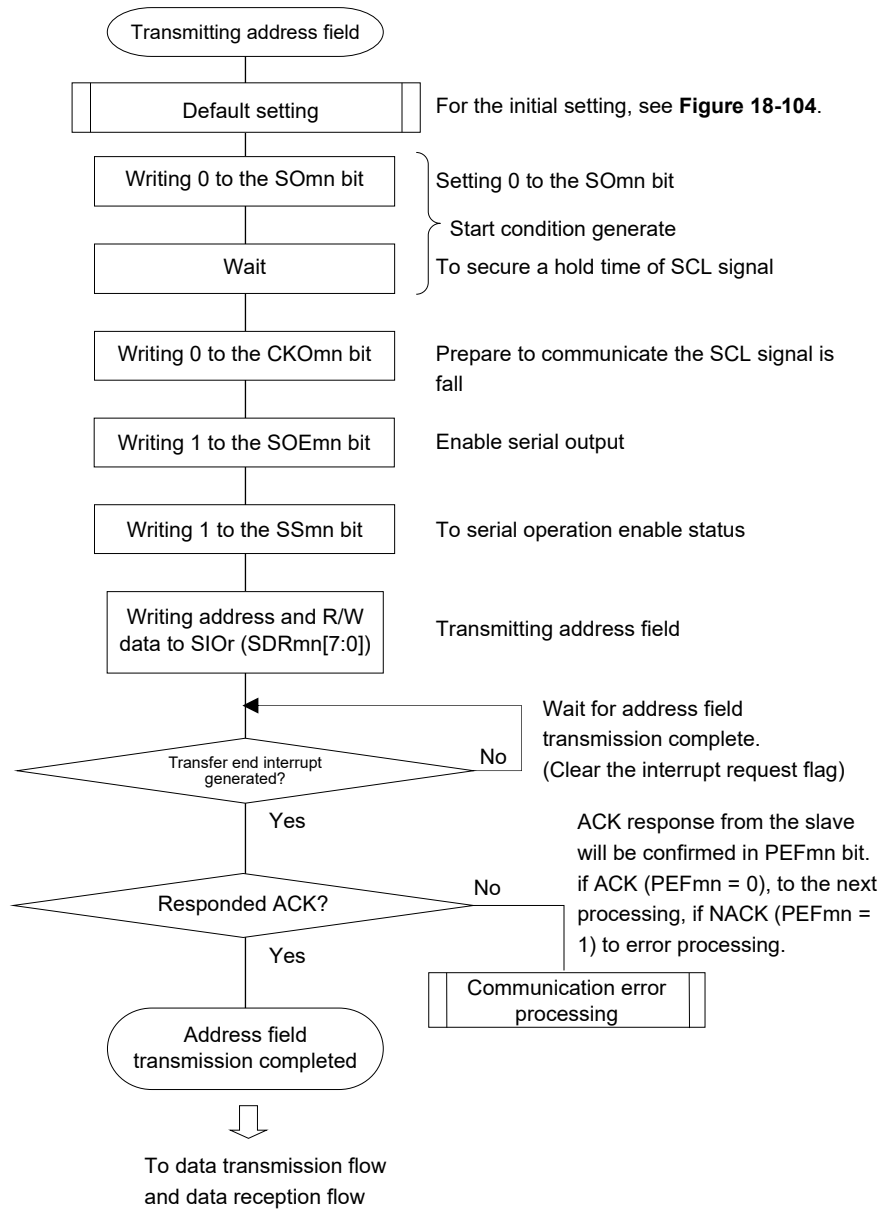 Transmitting address field
Default setting
For the initial setting, see Figure 18-104.
Writing 0 to the SOmn bit
Setting 0 to the SOmn bit
Start condition generate
Wait
To secure a hold time of SCL signal
Writing 0 to the CKOmn bit
Prepare to communicate the SCL signal is
fall
Writing 1 to the SOEmn bit
Enable serial output
Writing 1 to the SSmn bit
To serial operation enable status
Writing address and R/W
data to SIOr (SDRmn[7:0])
Transmitting address field
Transfer end interrupt
generated?
No
Wait for address field
transmission complete.
(Clear the interrupt request flag)
Yes
Responded ACK?
No
ACK response from the slave
will be confirmed in PEFmn bit.
if ACK (PEFmn = 0), to the next
processing, if NACK (PEFmn =
1) to error processing.
Yes
Communication error
processing
Address field
transmission completed
To data transmission flow
and data reception flow